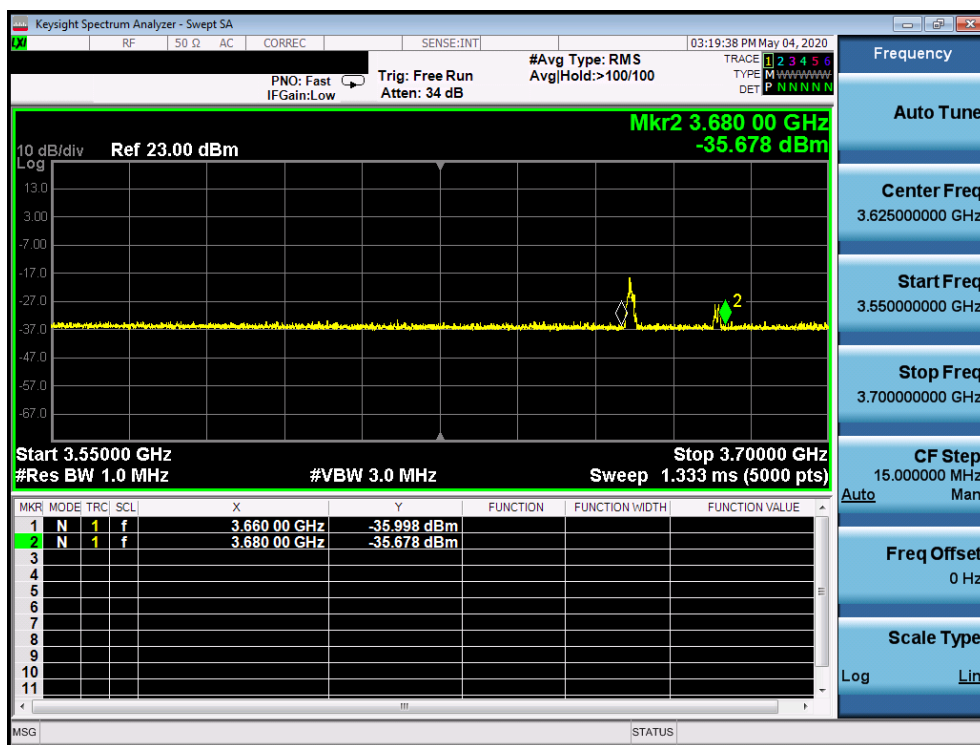 Keysight Spectrum Analyzer - Swept SA
LXI RF 50 Ω AC CORREC SENSE:INT 03:19:38 PM May 04, 2020
PNO: Fast
IFGain:Low
Trig: Free Run
Atten: 34 dB
#Avg Type: RMS
Avg|Hold:>100/100
TRACE 1 2 3 4 5 6
TYPE M W W W W W
DET P N N N N N
Mkr2 3.680 00 GHz
-35.678 dBm
10 dB/div Ref 23.00 dBm
Log
13.0
3.00
-7.00
-17.0
-27.0
-37.0
-47.0
-57.0
-67.0
2
Start 3.55000 GHz Stop 3.70000 GHz
#Res BW 1.0 MHz #VBW 3.0 MHz Sweep 1.333 ms (5000 pts)
MKR MODE TRC SCL X Y FUNCTION FUNCTION WIDTH FUNCTION VALUE
1 N 1 f 3.660 00 GHz -35.998 dBm
2 N 1 f 3.680 00 GHz -35.678 dBm
3
4
5
6
7
8
9
10
11
MSG STATUS
Frequency
Auto Tune
Center Freq
3.625000000 GHz
Start Freq
3.550000000 GHz
Stop Freq
3.700000000 GHz
CF Step
15.000000 MHz
Auto Man
Freq Offset
0 Hz
Scale Type
Log Lin